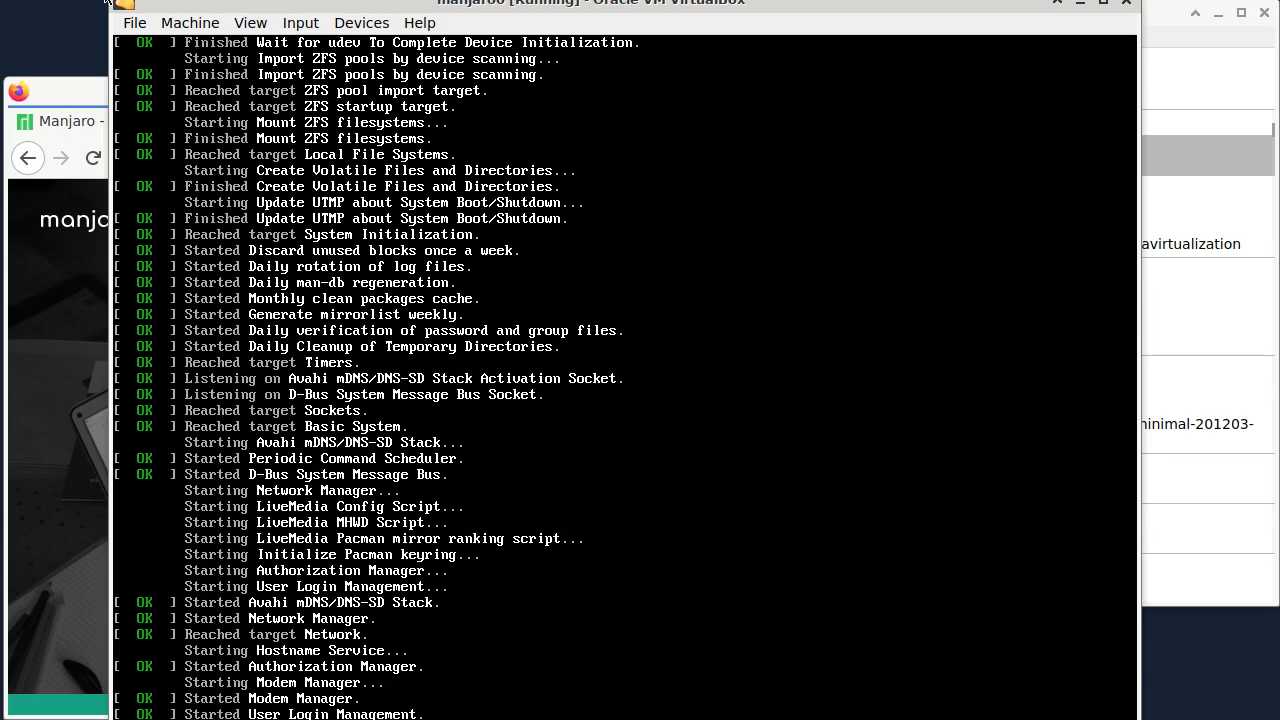 manjaro0 [Running] - Oracle VM VirtualBox
File Machine View Input Devices Help
[ OK ] Finished Wait for udev To Complete Device Initialization.
Starting Import ZFS pools by device scanning...
[ OK ] Finished Import ZFS pools by device scanning.
[ OK ] Reached target ZFS pool import target.
[ OK ] Reached target ZFS startup target.
Starting Mount ZFS filesystems...
[ OK ] Finished Mount ZFS filesystems.
[ OK ] Reached target Local File Systems.
Starting Create Volatile Files and Directories...
[ OK ] Finished Create Volatile Files and Directories.
Starting Update UTMP about System Boot/Shutdown...
[ OK ] Finished Update UTMP about System Boot/Shutdown.
[ OK ] Reached target System Initialization.
[ OK ] Started Discard unused blocks once a week.
[ OK ] Started Daily rotation of log files.
[ OK ] Started Daily man-db regeneration.
[ OK ] Started Monthly clean packages cache.
[ OK ] Started Generate mirrorlist weekly.
[ OK ] Started Daily verification of password and group files.
[ OK ] Started Daily Cleanup of Temporary Directories.
[ OK ] Reached target Timers.
[ OK ] Listening on Avahi mDNS/DNS-SD Stack Activation Socket.
[ OK ] Listening on D-Bus System Message Bus Socket.
[ OK ] Reached target Sockets.
[ OK ] Reached target Basic System.
Starting Avahi mDNS/DNS-SD Stack...
[ OK ] Started Periodic Command Scheduler.
[ OK ] Started D-Bus System Message Bus.
Starting Network Manager...
Starting LiveMedia Config Script...
Starting LiveMedia MHWD Script...
Starting LiveMedia Pacman mirror ranking script...
Starting Initialize Pacman keyring...
Starting Authorization Manager...
Starting User Login Management...
[ OK ] Started Avahi mDNS/DNS-SD Stack.
[ OK ] Started Network Manager.
[ OK ] Reached target Network.
Starting Hostname Service...
[ OK ] Started Authorization Manager.
Starting Modem Manager...
[ OK ] Started Modem Manager.
[ OK ] Started User Login Management.
Manjaro -
manja
avirtualization
minimal-201203-